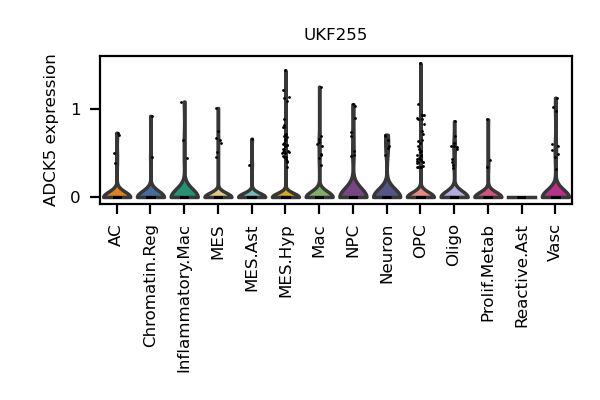 UKF255
ADCK5 expression
1
0
AC
Chromatin.Reg
Inflammatory.Mac
MES
MES.Ast
MES.Hyp
Mac
NPC
Neuron
OPC
Oligo
Prolif.Metab
Reactive.Ast
Vasc